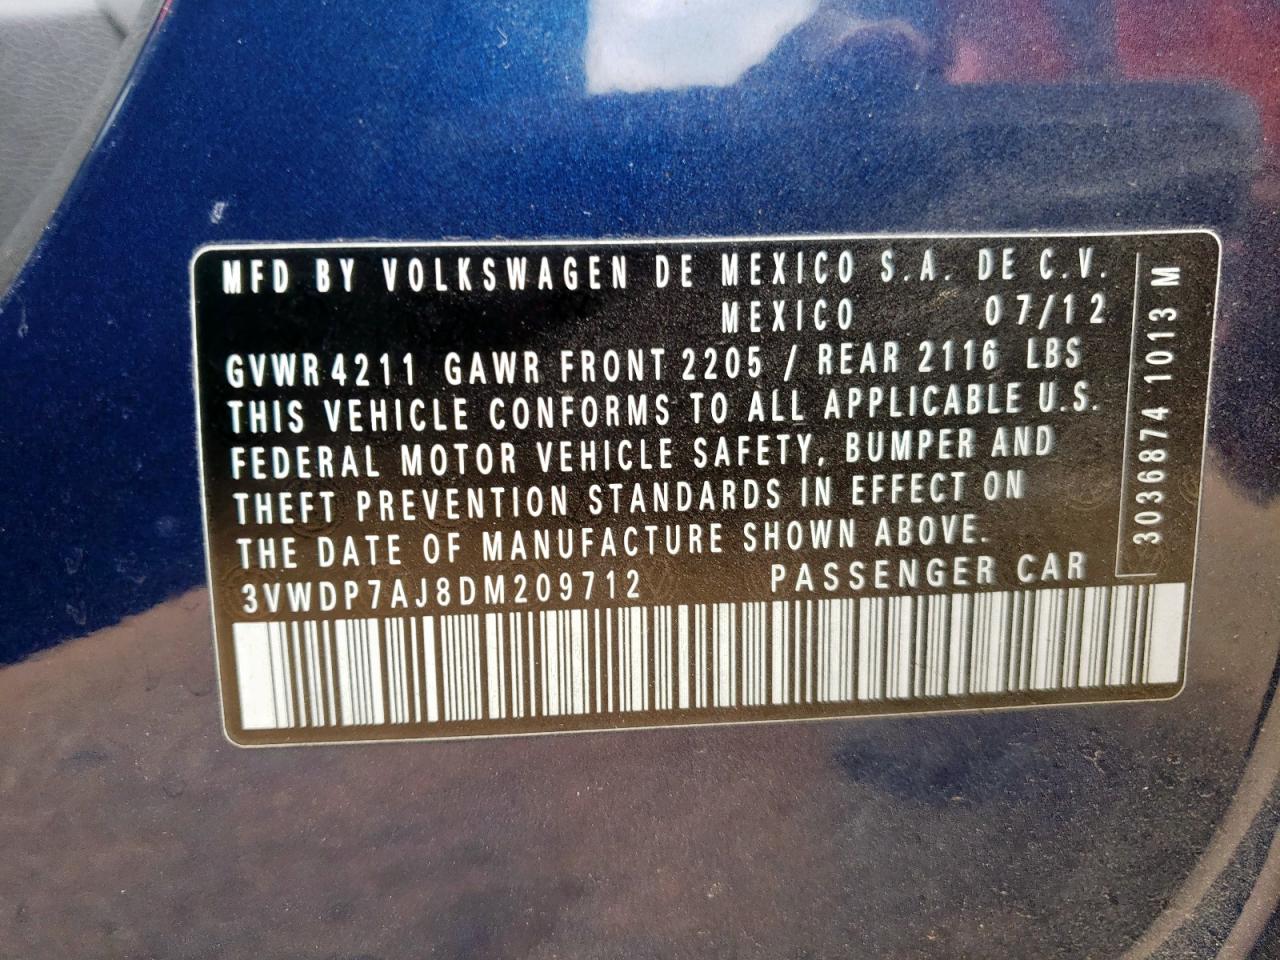 MFD BY VOLKSWAGEN DE MEXICO S.A. DE C.V.
MEXICO 07/12
GVWR 4211 GAWR FRONT 2205 / REAR 2116 LBS
THIS VEHICLE CONFORMS TO ALL APPLICABLE U.S.
FEDERAL MOTOR VEHICLE SAFETY, BUMPER AND
THEFT PREVENTION STANDARDS IN EFFECT ON
THE DATE OF MANUFACTURE SHOWN ABOVE.
3VWDP7AJ8DM209712 PASSENGER CAR
3036874 1013 M